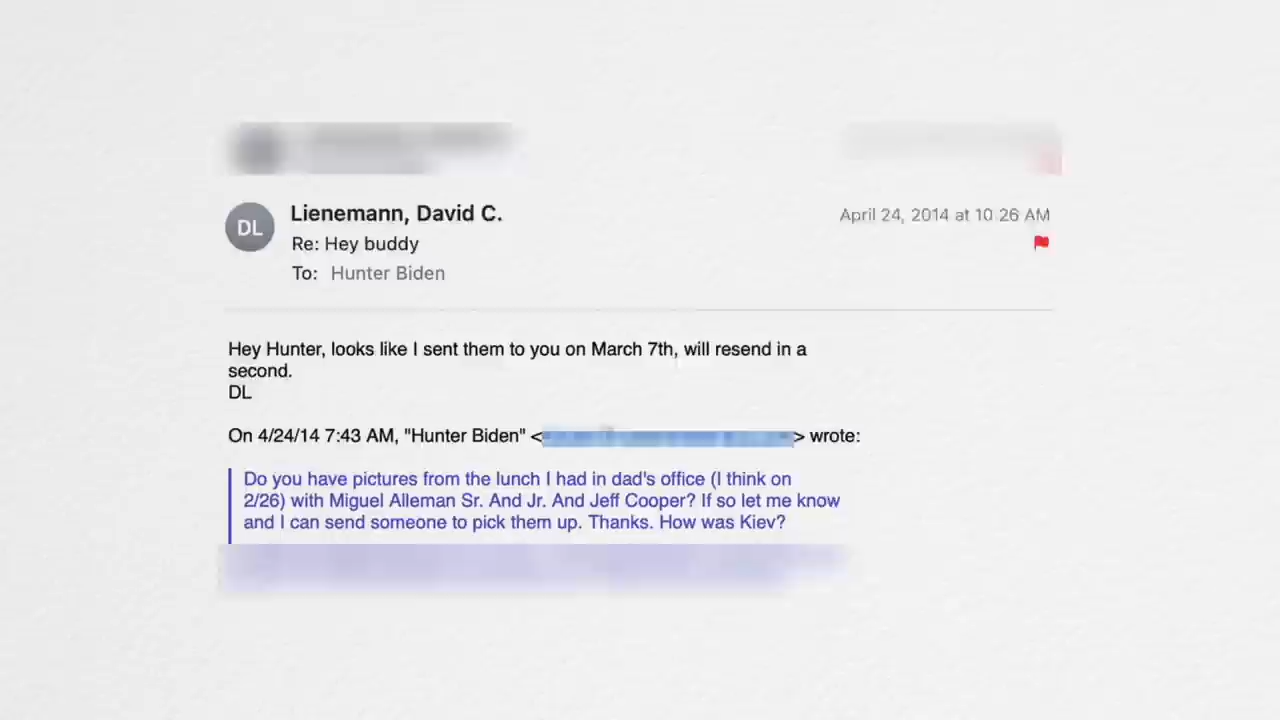 DL
Lienemann, David C.
April 24, 2014 at 10:26 AM
Re: Hey buddy
To: Hunter Biden
Hey Hunter, looks like I sent them to you on March 7th, will resend in a
second.
DL
On 4/24/14 7:43 AM, "Hunter Biden" <> wrote:
Do you have pictures from the lunch I had in dad's office (I think on
2/26) with Miguel Alleman Sr. And Jr. And Jeff Cooper? If so let me know
and I can send someone to pick them up. Thanks. How was Kiev?